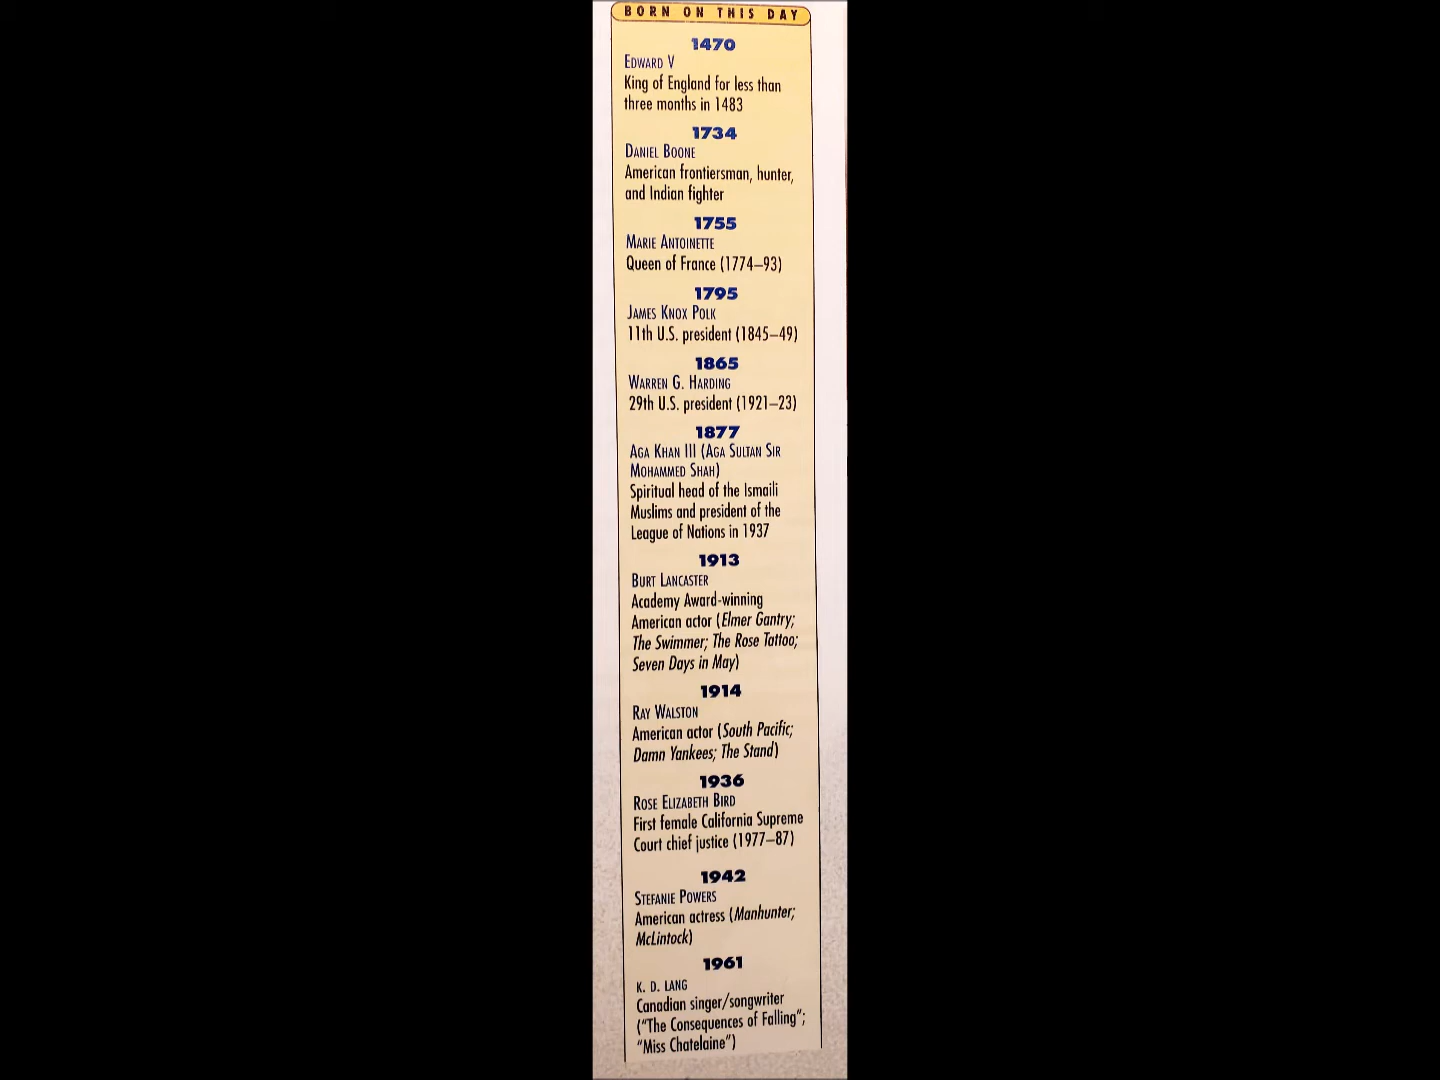 BORN ON THIS DAY
1470
EDWARD V
King of England for less than
three months in 1483
1734
DANIEL BOONE
American frontiersman, hunter,
and Indian fighter
1755
MARIE ANTOINETTE
Queen of France (1774–93)
1795
JAMES KNOX POLK
11th U.S. president (1845–49)
1865
WARREN G. HARDING
29th U.S. president (1921–23)
1877
AGA KHAN III (AGA SULTAN SIR
MOHAMMED SHAH)
Spiritual head of the Ismaili
Muslims and president of the
League of Nations in 1937
1913
BURT LANCASTER
Academy Award-winning
American actor (Elmer Gantry;
The Swimmer; The Rose Tattoo;
Seven Days in May)
1914
RAY WALSTON
American actor (South Pacific;
Damn Yankees; The Stand)
1936
ROSE ELIZABETH BIRD
First female California Supreme
Court chief justice (1977–87)
1942
STEFANIE POWERS
American actress (Manhunter;
McLintock)
1961
K. D. LANG
Canadian singer/songwriter
("The Consequences of Falling";
"Miss Chatelaine")